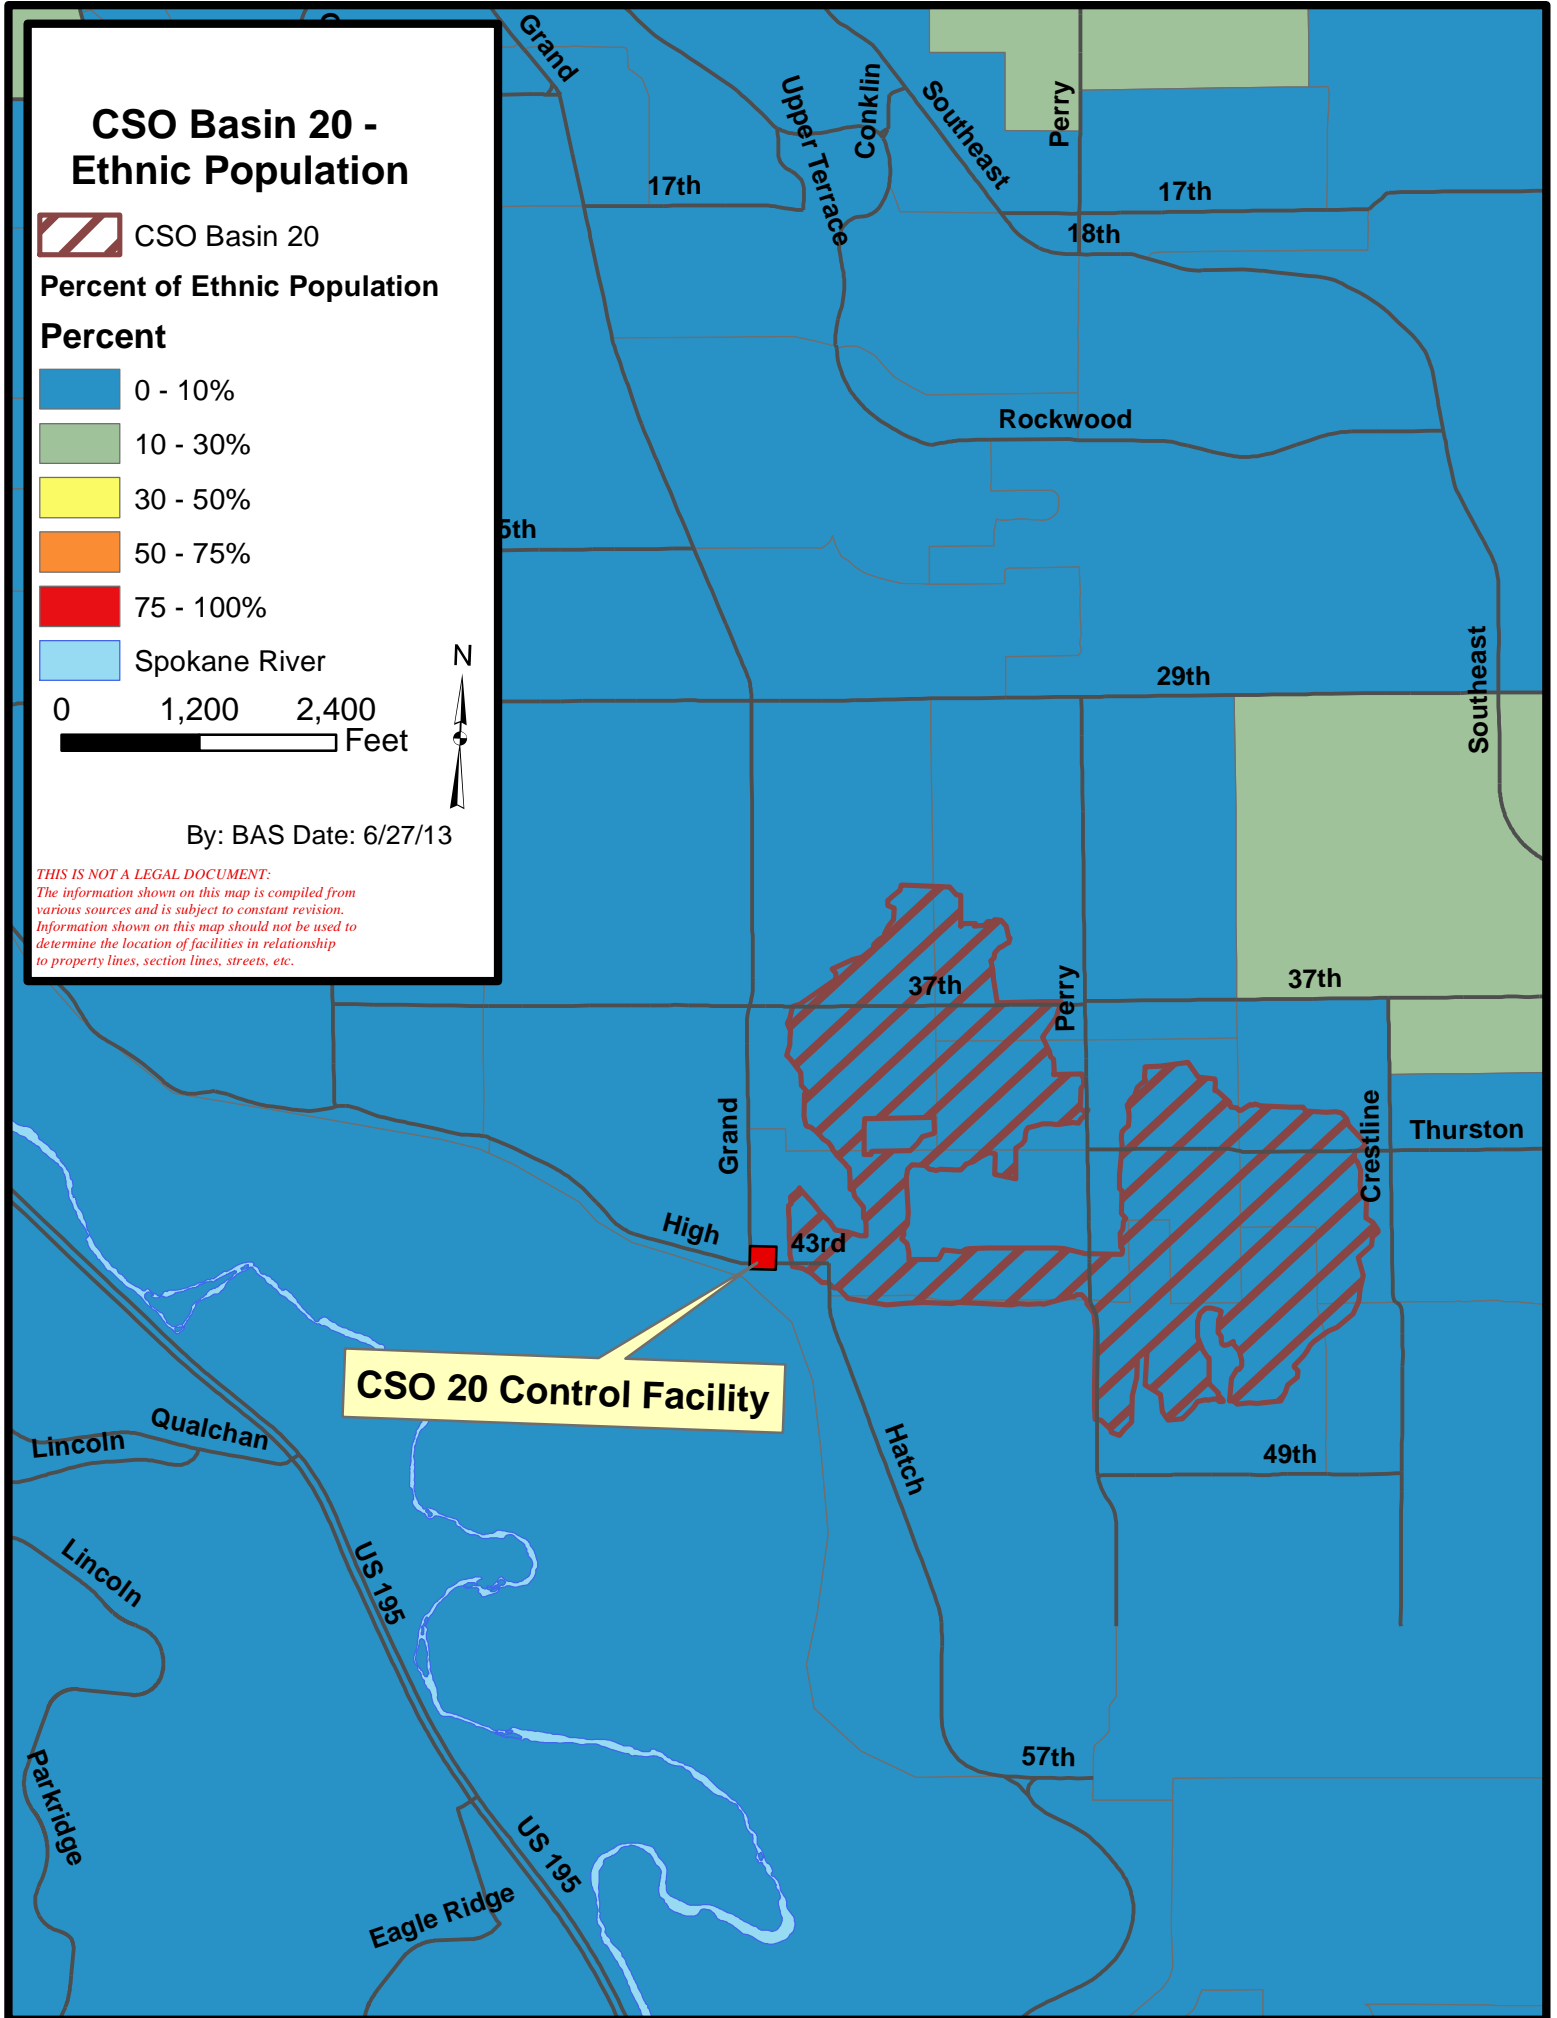 CSO Basin 20 -
Ethnic Population
CSO Basin 20
Percent of Ethnic Population
Percent
0 - 10%
10 - 30%
30 - 50%
50 - 75%
75 - 100%
Spokane River
N
0 1,200 2,400
Feet
By: BAS Date: 6/27/13
THIS IS NOT A LEGAL DOCUMENT:
The information shown on this map is compiled from
various sources and is subject to constant revision.
Information shown on this map should not be used to
determine the location of facilities in relationship
to property lines, section lines, streets, etc.
Grand
Upper Terrace
Conklin
Southeast
Perry
17th
17th
18th
Rockwood
5th
29th
Southeast
37th
37th
Perry
Grand
Crestline
Thurston
High
43rd
CSO 20 Control Facility
Qualchan
Lincoln
Hatch
49th
Lincoln
US 195
57th
Parkridge
US 195
Eagle Ridge